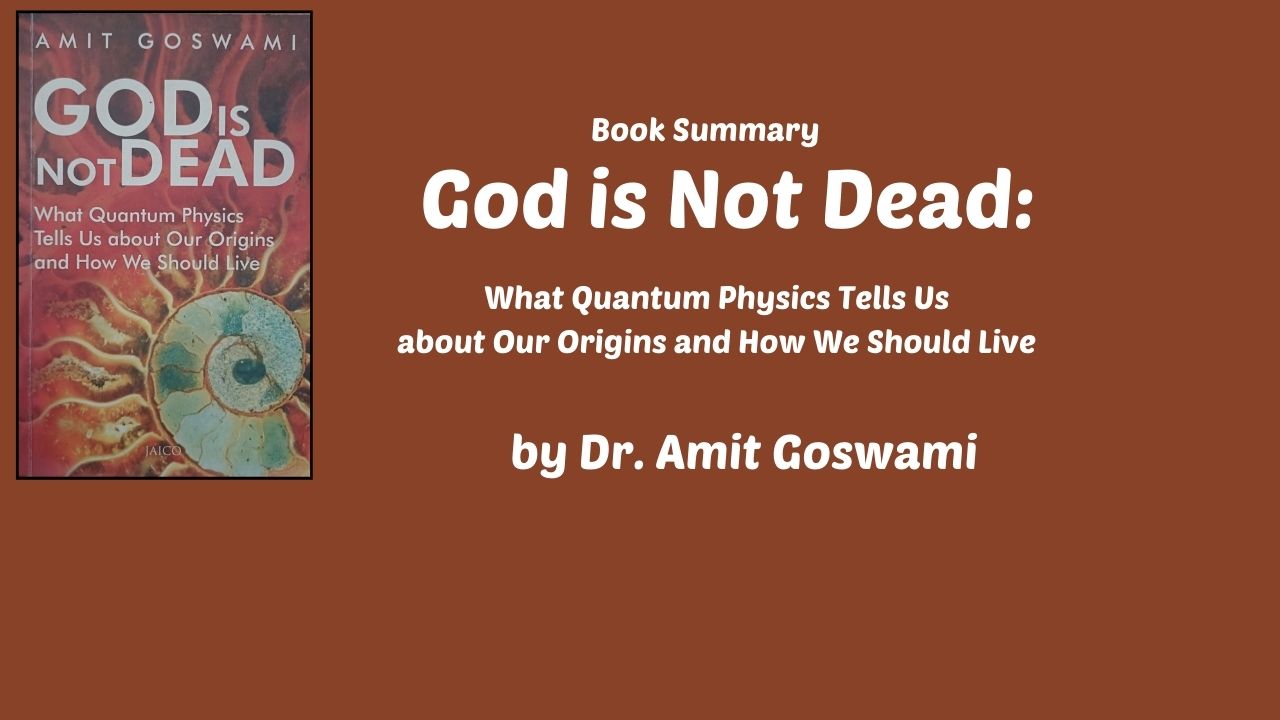 AMIT GOSWAMI
GOD IS
NOT DEAD
What Quantum Physics
Tells Us about Our Origins
and How We Should Live
JAICO
Book Summary
God is Not Dead:
What Quantum Physics Tells Us
about Our Origins and How We Should Live
by Dr. Amit Goswami